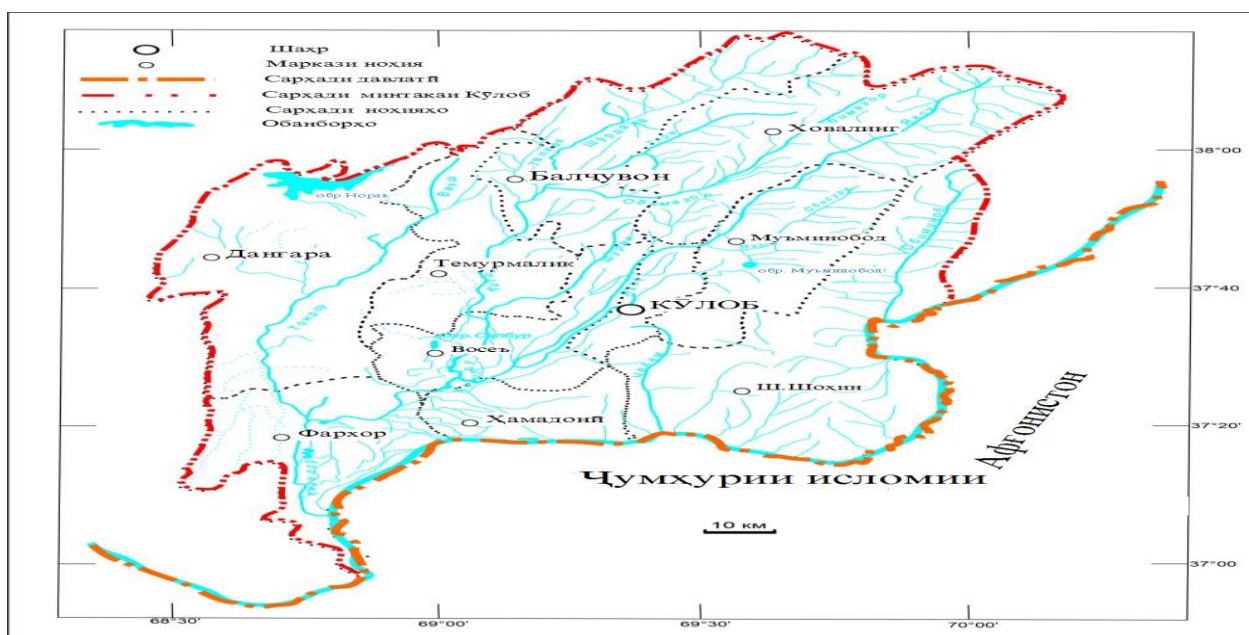 Шаҳр
Маркази ноҳия
Сарҳади давлатӣ
Сарҳади минтақаи Кӯлоб
Сарҳади ноҳияҳо
Обанборҳо
Ховалинг
38°00
Балҷувон
обр.Норак
Муъминобод
Данғара
Темурмалик
обр. Муъминобод
КӮЛОБ
37°40
Восеъ
Ш.Шоҳин
Ҳамадонӣ
Фархор
37°20'
Афғонистон
Ҷумҳурии исломии
10 км
37°00
68°30'
69°00'
69°30'
70°00'